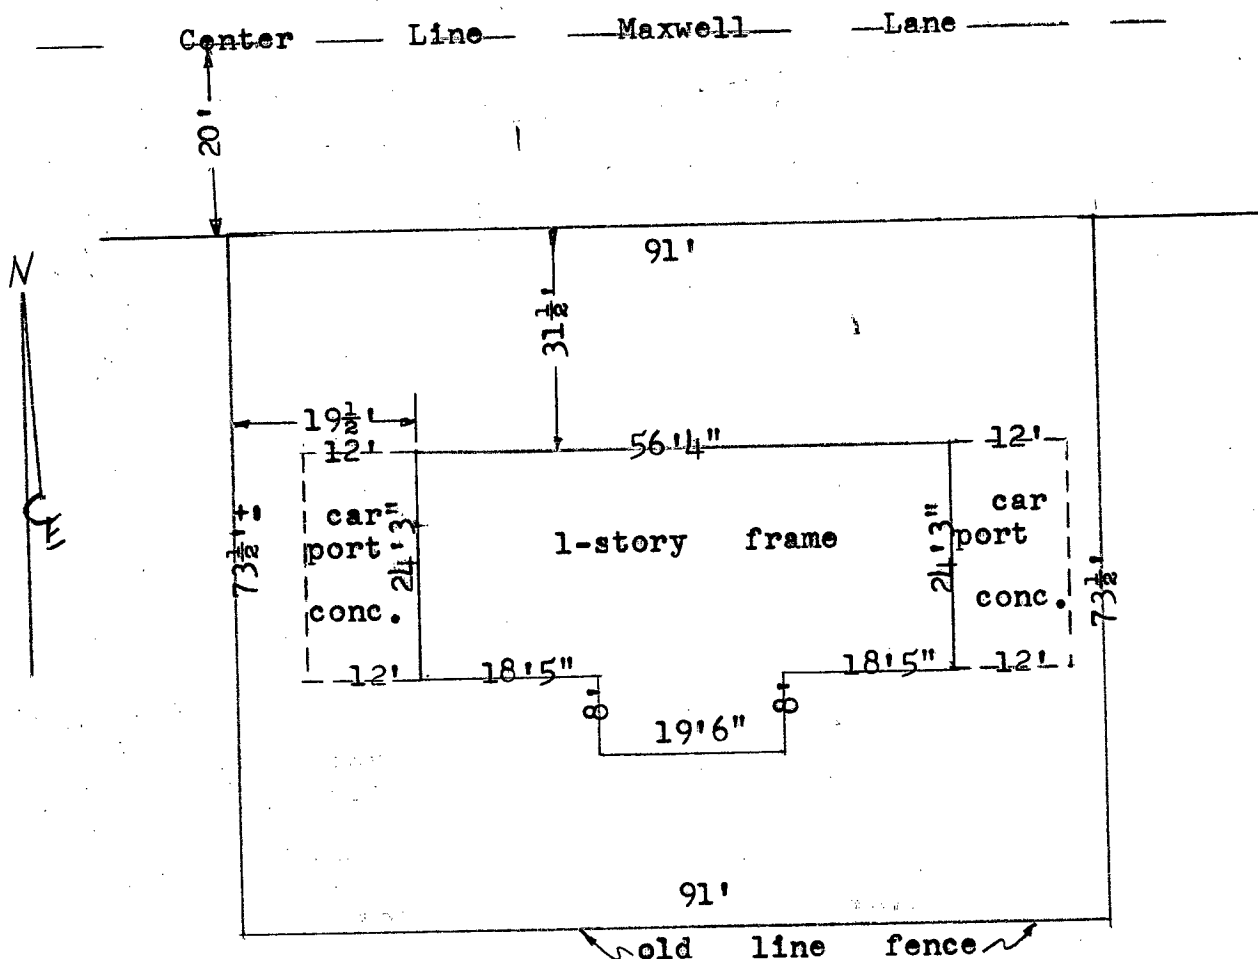 Center Line Maxwell Lane
20'
91'
N
31½'
19½'
12' 56'4" 12'
car port conc.
73½'±
24'3"
1-story frame
24'3"
car port conc.
73½'
12' 18'5" 18'5" 12'
8' 8'
19'6"
91'
old line fence